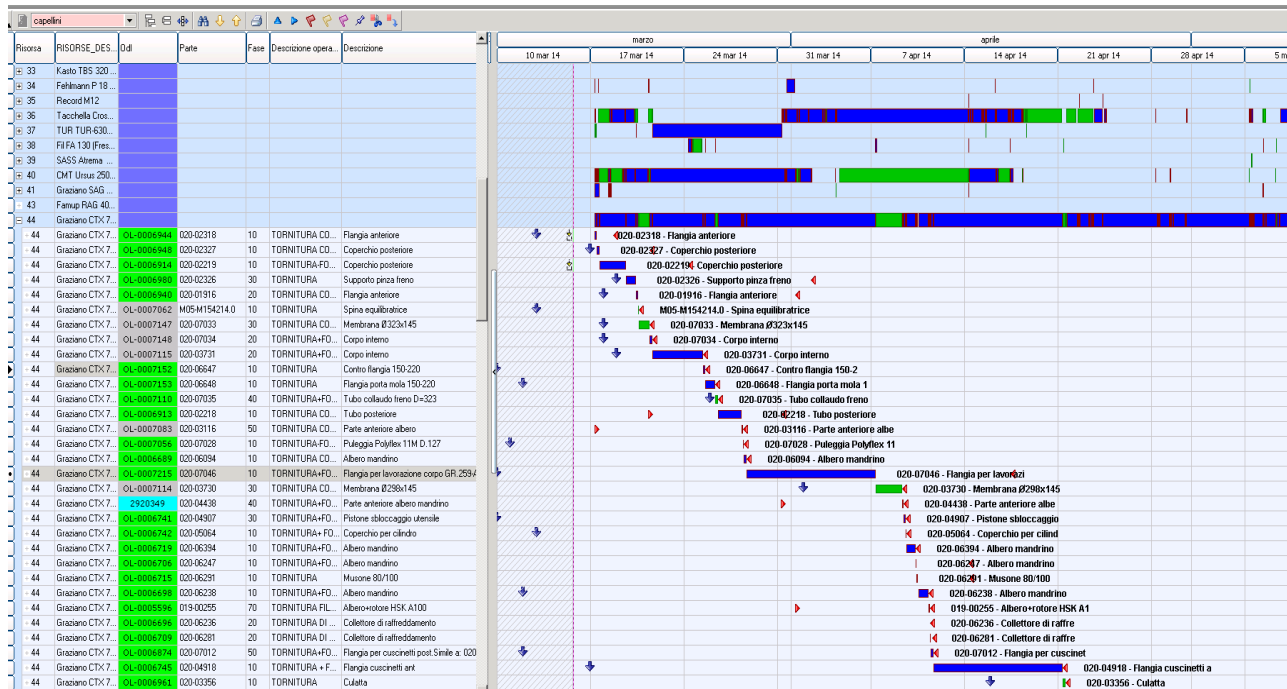 capellini
marzo aprile
Risorsa RISORSE_DES... Odl Parte Fase Descrizione opera... Descrizione 10 mar 14 17 mar 14 24 mar 14 31 mar 14 7 apr 14 14 apr 14 21 apr 14 28 apr 14 5 m
33 Kasto TBS 320 ...
34 Fehlmann P 18 ...
35 Record M12
36 Tacchella Cros...
37 TUR TUR-630...
38 Fil FA 130 (Fres...
39 SASS Atrema ...
40 CMT Ursus 250...
41 Graziano SAG ...
43 Famup RAG 40...
44 Graziano CTX 7...
44 Graziano CTX 7... OL-0006944 020-02318 10 TORNITURA CO... Flangia anteriore 020-02318 - Flangia anteriore
44 Graziano CTX 7... OL-0006948 020-02327 10 TORNITURA CO... Coperchio posteriore 020-02327 - Coperchio posteriore
44 Graziano CTX 7... OL-0006914 020-02219 10 TORNITURA-FO... Coperchio posteriore 020-02219 - Coperchio posteriore
44 Graziano CTX 7... OL-0006980 020-02326 30 TORNITURA Supporto pinza freno 020-02326 - Supporto pinza freno
44 Graziano CTX 7... OL-0006940 020-01916 20 TORNITURA CO... Flangia anteriore 020-01916 - Flangia anteriore
44 Graziano CTX 7... OL-0007062 M05-M154214.0 10 TORNITURA Spina equilibratrice M05-M154214.0 - Spina equilibratrice
44 Graziano CTX 7... OL-0007147 020-07033 30 TORNITURA CO... Membrana Ø323x145 020-07033 - Membrana Ø323x145
44 Graziano CTX 7... OL-0007148 020-07034 20 TORNITURA+FO... Corpo interno 020-07034 - Corpo interno
44 Graziano CTX 7... OL-0007115 020-03731 20 TORNITURA+FO... Corpo interno 020-03731 - Corpo interno
44 Graziano CTX 7... OL-0007152 020-06647 10 TORNITURA Contro flangia 150-220 020-06647 - Contro flangia 150-2
44 Graziano CTX 7... OL-0007153 020-06648 10 TORNITURA Flangia porta mola 150-220 020-06648 - Flangia porta mola 1
44 Graziano CTX 7... OL-0007110 020-07035 40 TORNITURA+FO... Tubo collaudo freno D=323 020-07035 - Tubo collaudo freno
44 Graziano CTX 7... OL-0006913 020-02218 10 TORNITURA CO... Tubo posteriore 020-02218 - Tubo posteriore
44 Graziano CTX 7... OL-0007083 020-03116 50 TORNITURA CO... Parte anteriore albero 020-03116 - Parte anteriore albe
44 Graziano CTX 7... OL-0007056 020-07028 10 TORNITURA-FO... Puleggia Polyflex 11M D.127 020-07028 - Puleggia Polyflex 11
44 Graziano CTX 7... OL-0006689 020-06094 10 TORNITURA CO... Albero mandrino 020-06094 - Albero mandrino
44 Graziano CTX 7... OL-0007215 020-07046 10 TORNITURA+FO... Flangia per lavorazione corpo GR.259-A 020-07046 - Flangia per lavorazi
44 Graziano CTX 7... OL-0007114 020-03730 30 TORNITURA CO... Membrana Ø298x145 020-03730 - Membrana Ø298x145
44 Graziano CTX 7... 2920349 020-04438 40 TORNITURA+FO... Parte anteriore albero mandrino 020-04438 - Parte anteriore albe
44 Graziano CTX 7... OL-0006741 020-04907 30 TORNITURA+FO... Pistone sbloccaggio utensile 020-04907 - Pistone sbloccaggio
44 Graziano CTX 7... OL-0006742 020-05064 10 TORNITURA+ FO... Coperchio per cilindro 020-05064 - Coperchio per cilind
44 Graziano CTX 7... OL-0006719 020-06394 10 TORNITURA+FO... Albero mandrino 020-06394 - Albero mandrino
44 Graziano CTX 7... OL-0006706 020-06247 10 TORNITURA+FO... Albero mandrino 020-06247 - Albero mandrino
44 Graziano CTX 7... OL-0006715 020-06291 10 TORNITURA Musone 80/100 020-06291 - Musone 80/100
44 Graziano CTX 7... OL-0006698 020-06238 10 TORNITURA+FO... Albero mandrino 020-06238 - Albero mandrino
44 Graziano CTX 7... OL-0005596 019-00255 70 TORNITURA FIL... Albero+rotore HSK A100 019-00255 - Albero+rotore HSK A1
44 Graziano CTX 7... OL-0006696 020-06236 20 TORNITURA DI ... Collettore di raffreddamento 020-06236 - Collettore di raffre
44 Graziano CTX 7... OL-0006709 020-06281 20 TORNITURA DI ... Collettore di raffreddamento 020-06281 - Collettore di raffre
44 Graziano CTX 7... OL-0006874 020-07012 50 TORNITURA+FO... Flangia per cuscinetti post.Simile a: 020 020-07012 - Flangia per cuscinet
44 Graziano CTX 7... OL-0006745 020-04918 10 TORNITURA + F... Flangia cuscinetti ant 020-04918 - Flangia cuscinetti a
44 Graziano CTX 7... OL-0006961 020-03356 10 TORNITURA Culatta 020-03356 - Culatta